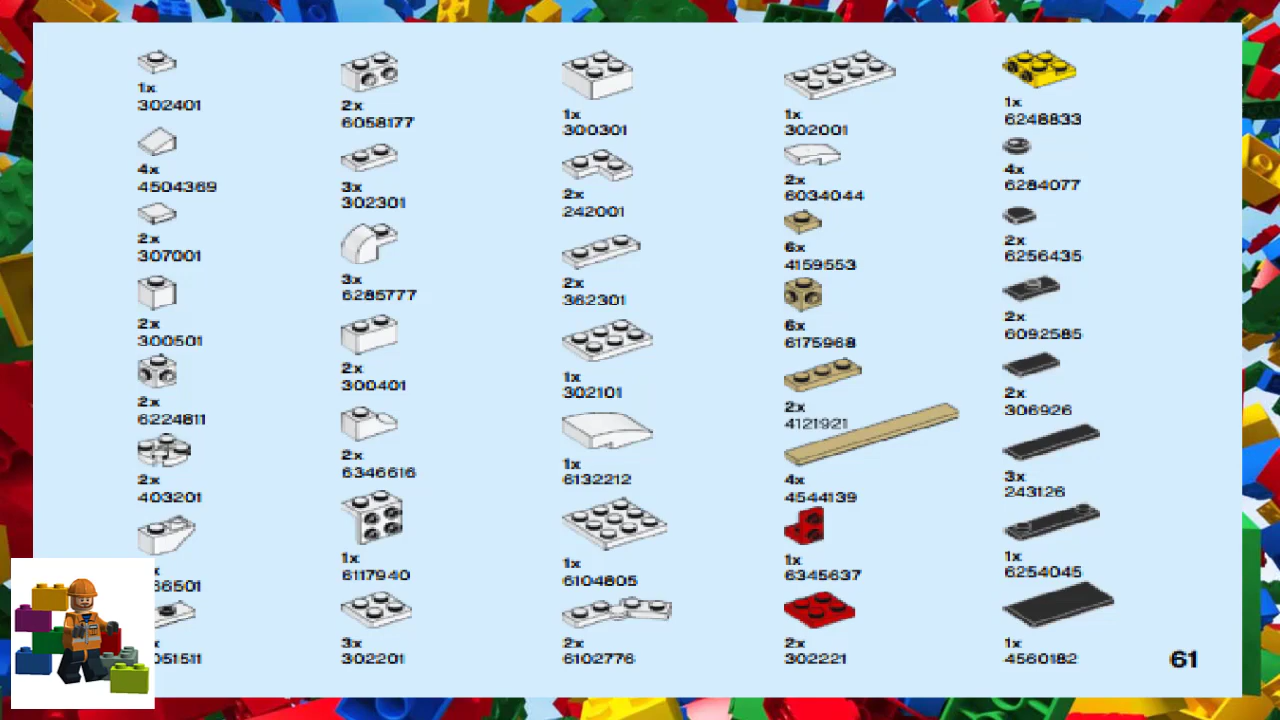 1x
302401
4x
4504369
2x
307001
2x
300501
2x
6224811
2x
403201
66501
051511
2x
6058177
3x
302301
3x
6285777
2x
300401
2x
6346616
1x
6117940
3x
302201
1x
300301
2x
242001
2x
362301
1x
302101
1x
6132212
1x
6104805
2x
6102776
1x
302001
2x
6034044
6x
4159553
6x
6175968
2x
4121921
4x
4544139
1x
6345637
2x
302221
1x
6248833
4x
6284077
2x
6256435
2x
6092585
2x
306926
3x
243126
1x
6254045
1x
4560182
61